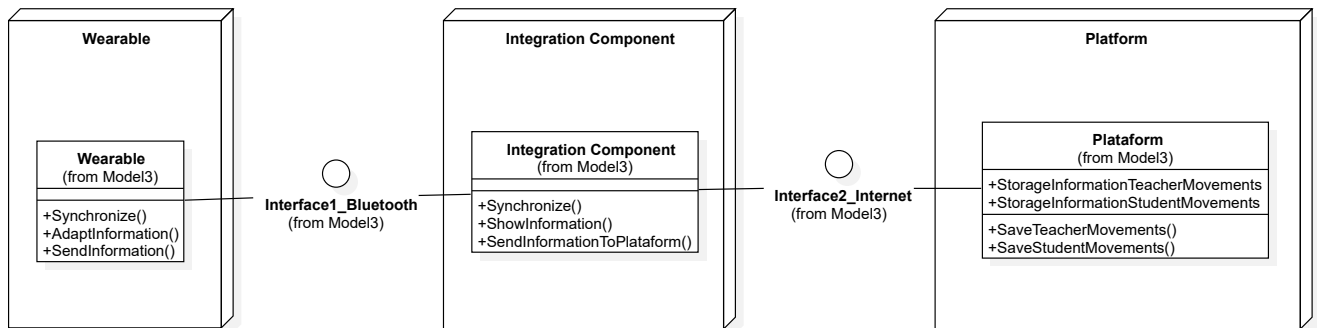 Wearable
Integration Component
Platform
Wearable
(from Model3)
+Synchronize()
+AdaptInformation()
+SendInformation()
Interface1_Bluetooth
(from Model3)
Integration Component
(from Model3)
+Synchronize()
+ShowInformation()
+SendInformationToPlataform()
Interface2_Internet
(from Model3)
Plataform
(from Model3)
+StorageInformationTeacherMovements
+StorageInformationStudentMovements
+SaveTeacherMovements()
+SaveStudentMovements()